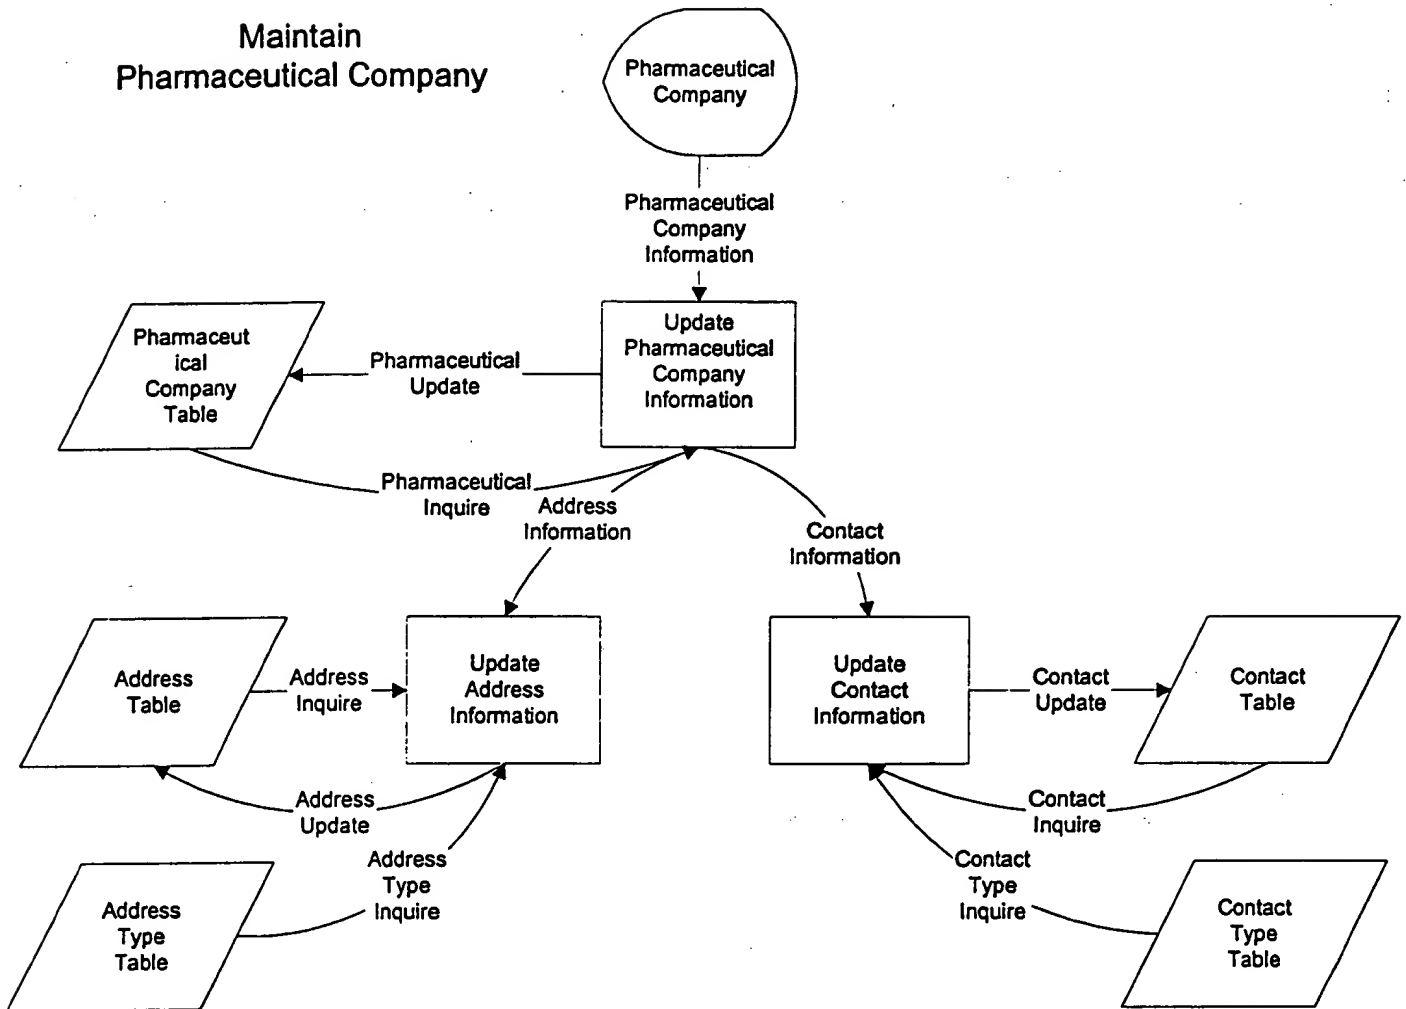 Maintain
Pharmaceutical Company
Pharmaceutical
Company
Pharmaceutical
Company
Information
Pharmaceut
ical
Company
Table
Pharmaceutical
Update
Update
Pharmaceutical
Company
Information
Pharmaceutical
Inquire
Address
Information
Contact
Information
Address
Table
Address
Inquire
Update
Address
Information
Update
Contact
Information
Contact
Update
Contact
Table
Address
Update
Contact
Inquire
Address
Type
Inquire
Contact
Type
Inquire
Address
Type
Table
Contact
Type
Table